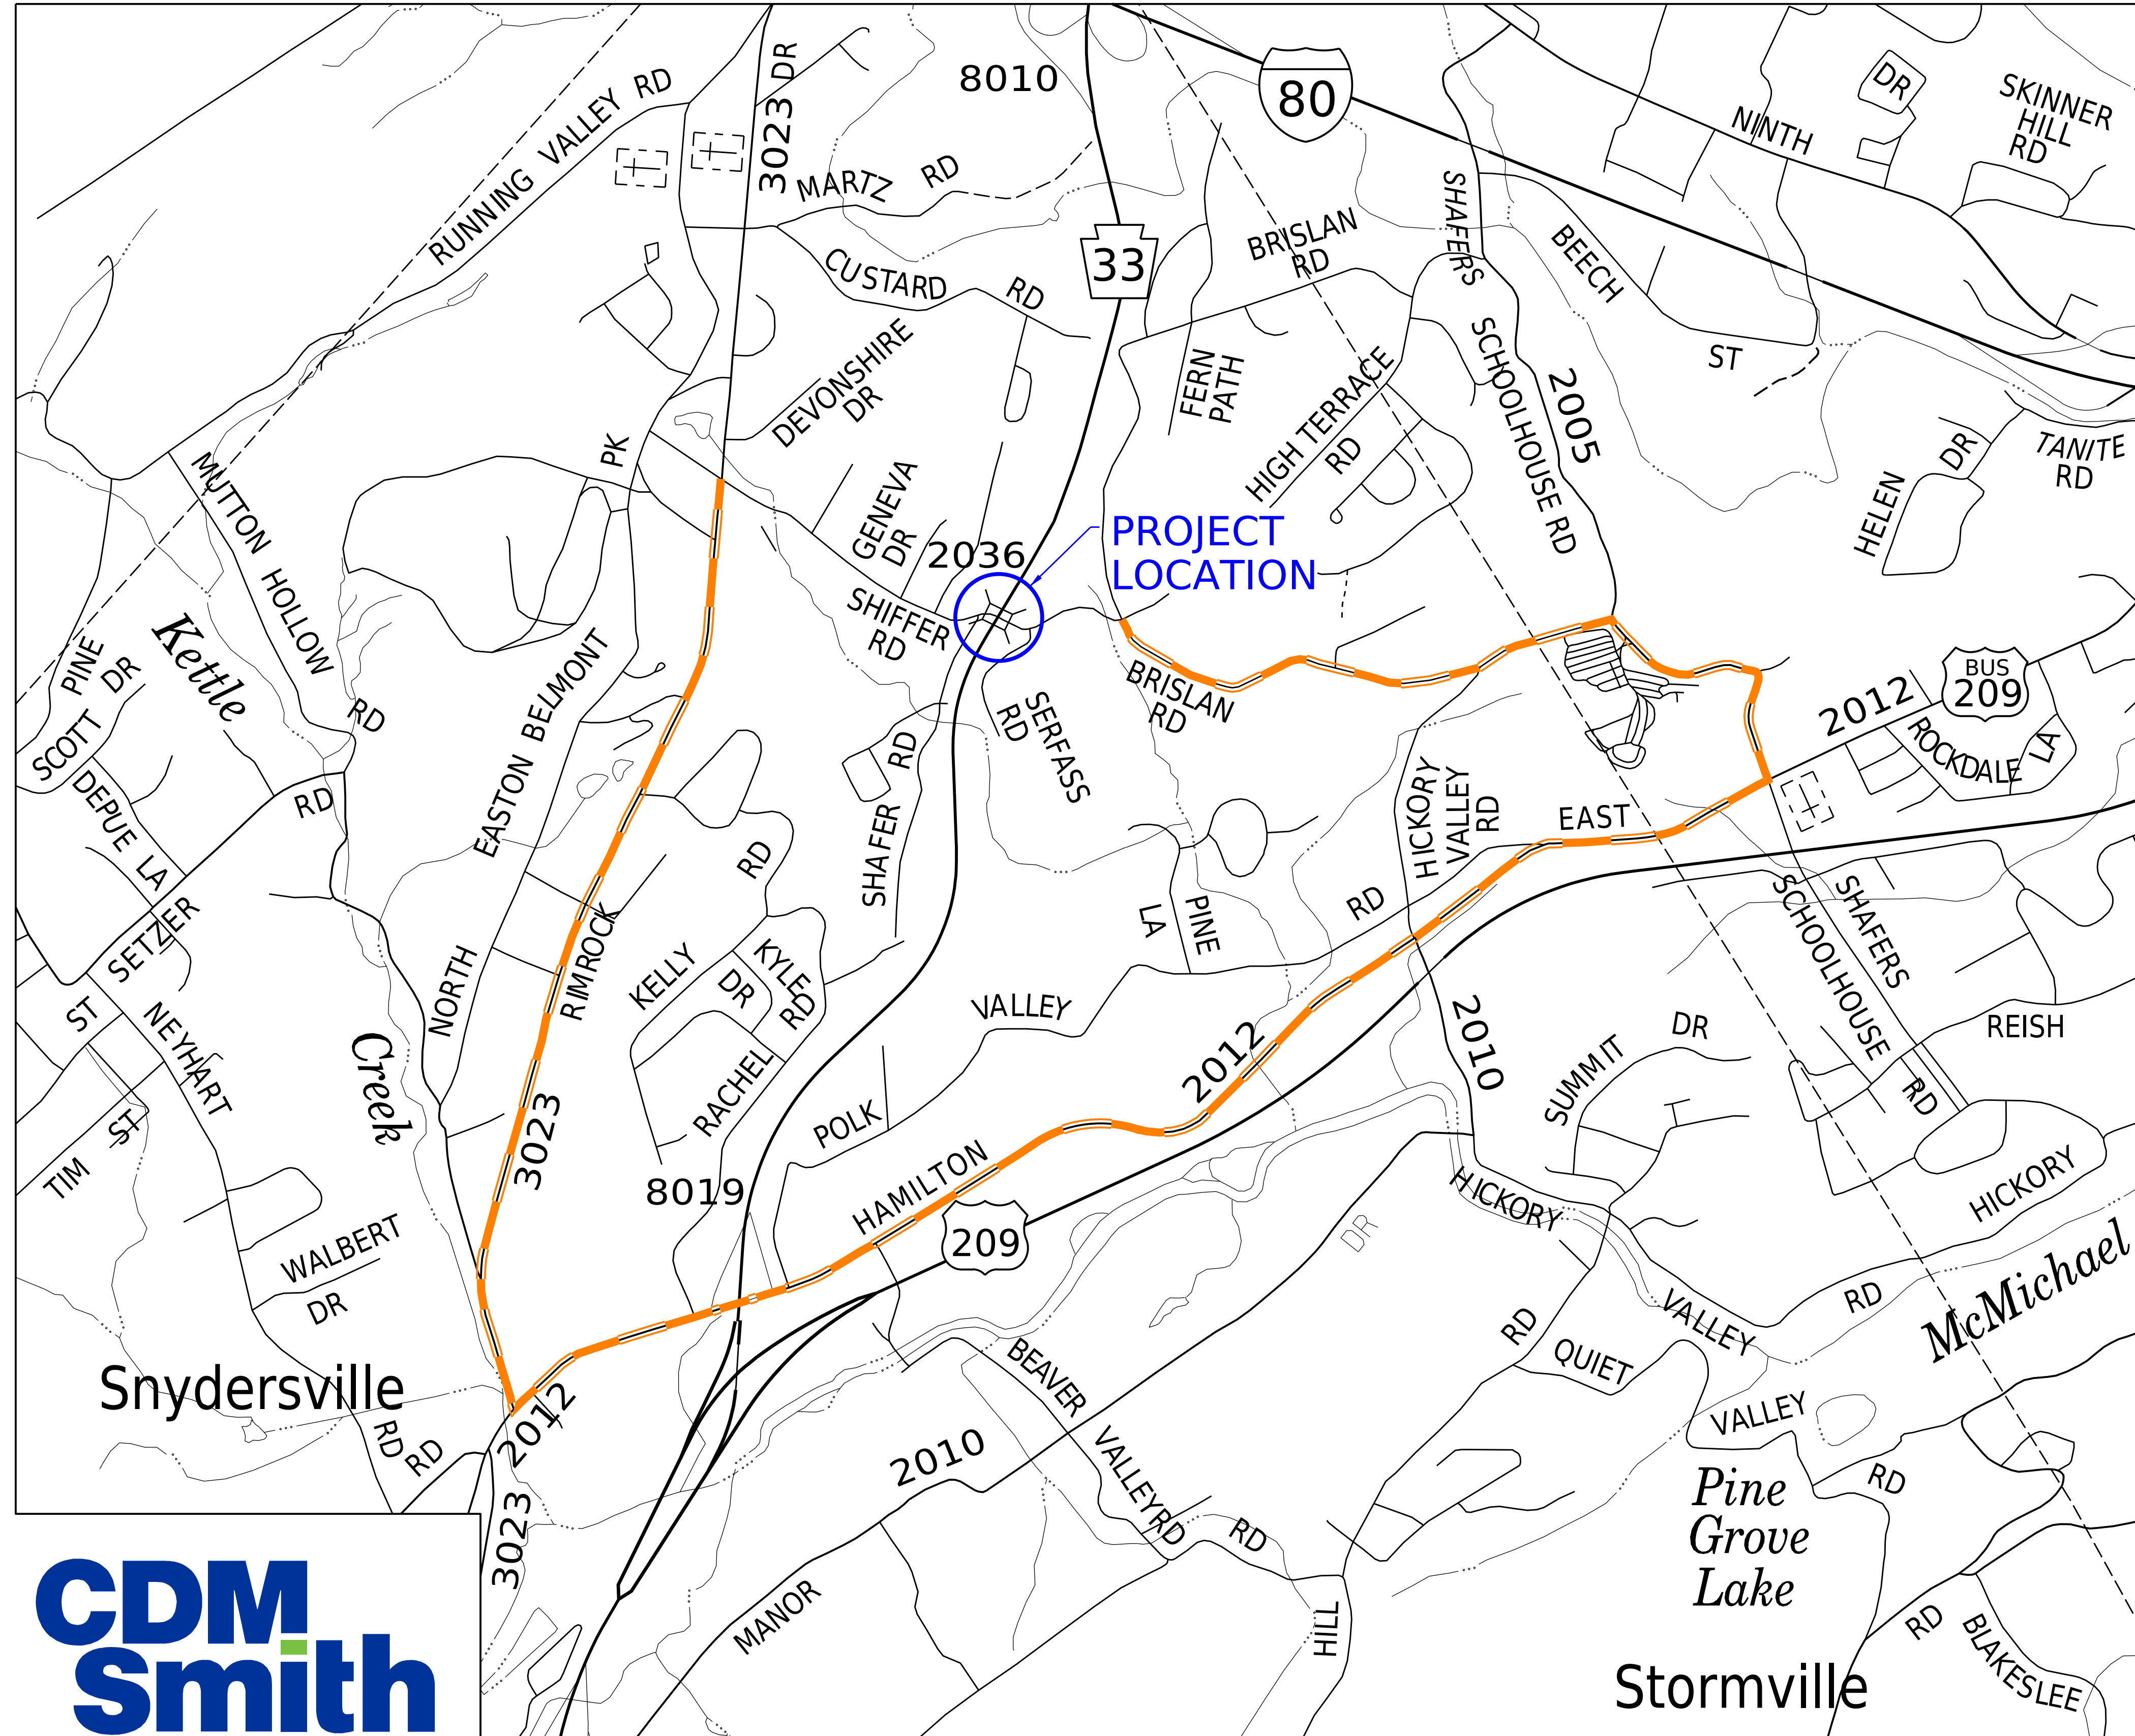 8010
80
3023 DR
RUNNING VALLEY RD
MARTZ RD
NINTH
DR
SKINNER
HILL
RD
33
CUSTARD RD
BRISLAN
RD
SHAFERS
SCHOOLHOUSE RD
BEECH
ST
2005
DEVONSHIRE
DR
FERN
PATH
HIGH TERRACE
RD
TANITE
RD
HELEN DR
PK
MUTTON HOLLOW RD
GENEVA
DR
2036
PROJECT
LOCATION
SHIFFER
RD
PINE
DR
SCOTT
Kettle
Creek
DEPUE LA
RD
SETZER
EASTON BELMONT
NORTH
SHAFER RD
SERFASS
RD
BRISLAN
RD
HICKORY
VALLEY
RD
EAST
2012
BUS
209
ROCKDALE LA
RIMROCK
RD
KELLY
DR
KYLE
RD
RACHEL
LA
PINE
RD
VALLEY
POLK
SCHOOLHOUSE
SHAFERS
RD
REISH
ST
NEYHART
ST
TIM
3023
2012
2010
SUMMIT DR
8019
HAMILTON
209
HICKORY
HICKORY
VALLEY
RD
McMichael
WALBERT
DR
Snydersville
RD
RD
2012
3023
BEAVER
VALLEY RD
RD
2010
RD
QUIET
VALLEY
RD
Pine
Grove
Lake
MANOR
HILL
RD
BLAKESLEE
Stormville
CDM
Smith